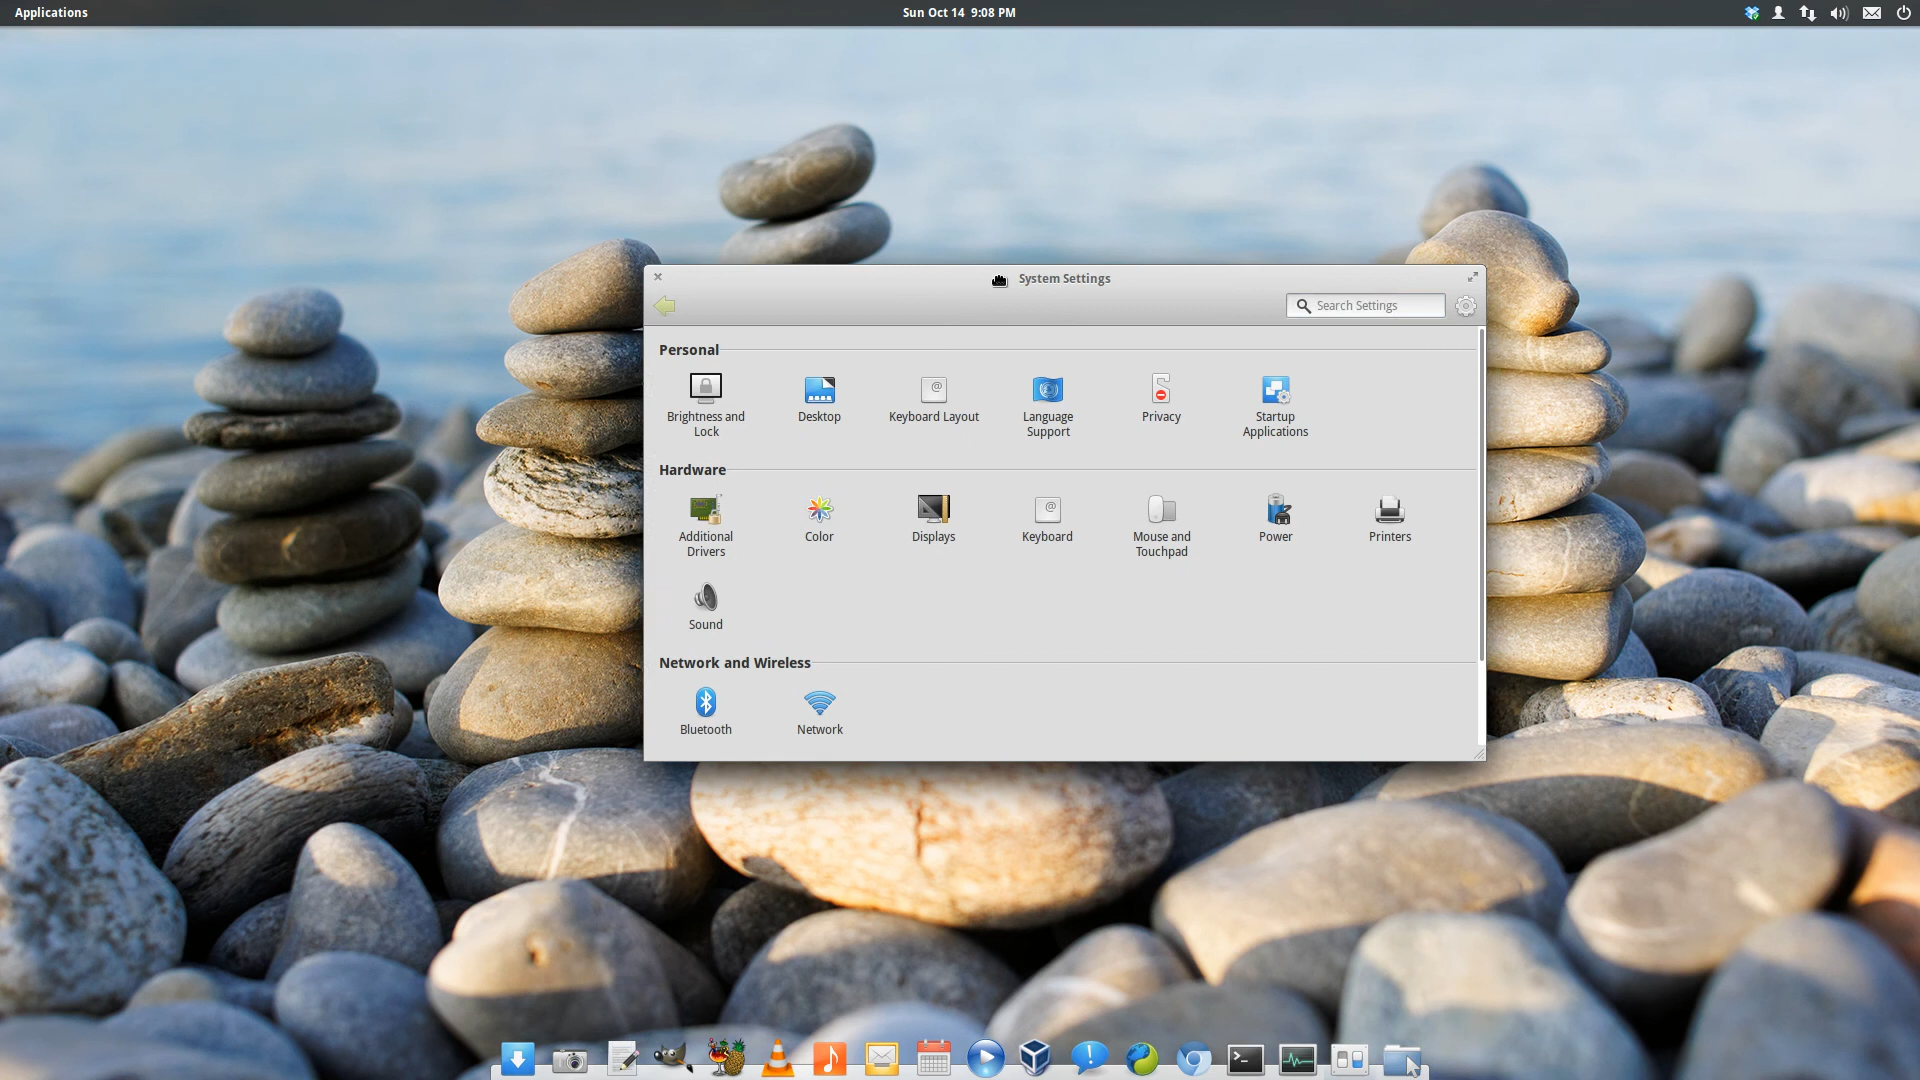 Applications
Sun Oct 14 9:08 PM
System Settings
Search Settings
Personal
Brightness and
Lock
Desktop
Keyboard Layout
Language
Support
Privacy
Startup
Applications
Hardware
Additional
Drivers
Color
Displays
Keyboard
Mouse and
Touchpad
Power
Printers
Sound
Network and Wireless
Bluetooth
Network